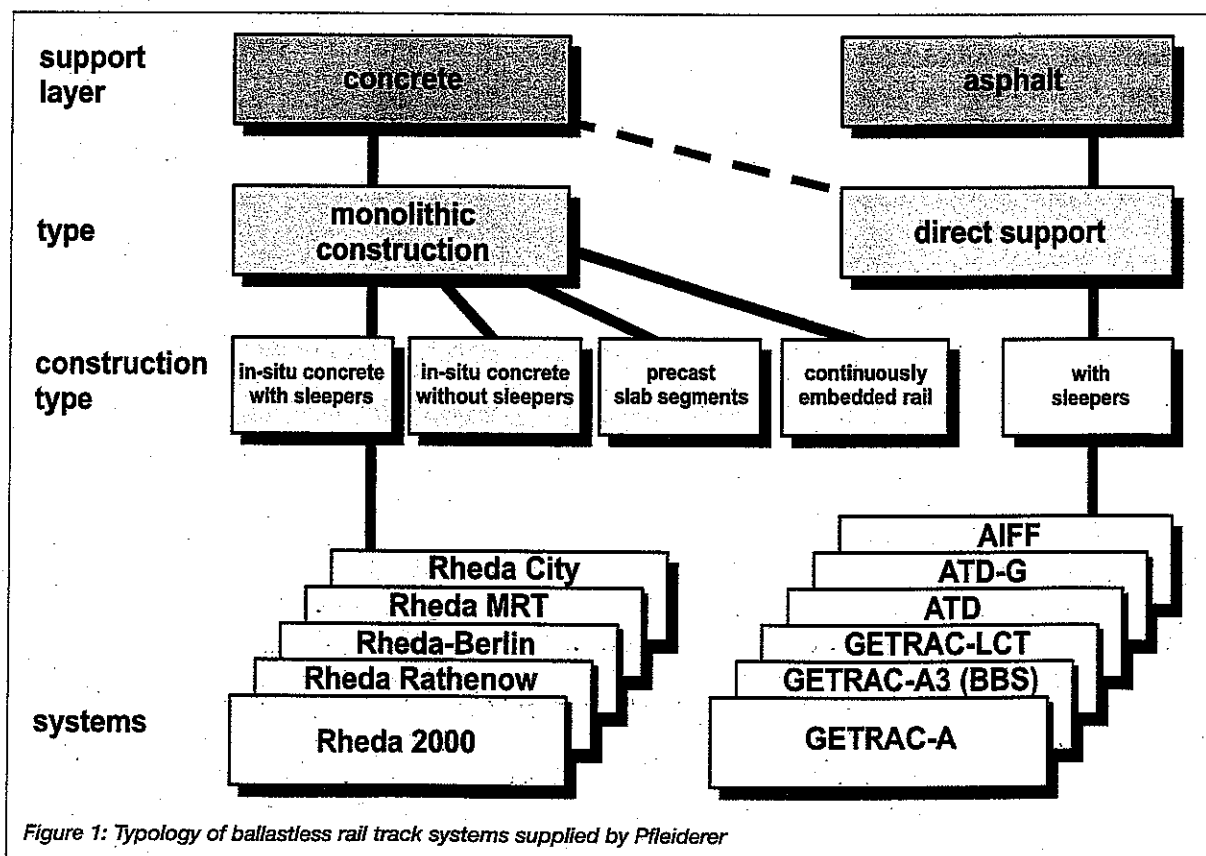 support
layer
concrete
asphalt
type
monolithic
construction
direct support
construction
type
in-situ concrete
with sleepers
in-situ concrete
without sleepers
precast
slab segments
continuously
embedded rail
with
sleepers
systems
Rheda City
Rheda MRT
Rheda-Berlin
Rheda Rathenow
Rheda 2000
AIFF
ATD-G
ATD
GETRAC-LCT
GETRAC-A3 (BBS)
GETRAC-A
Figure 1: Typology of ballastless rail track systems supplied by Pfleiderer